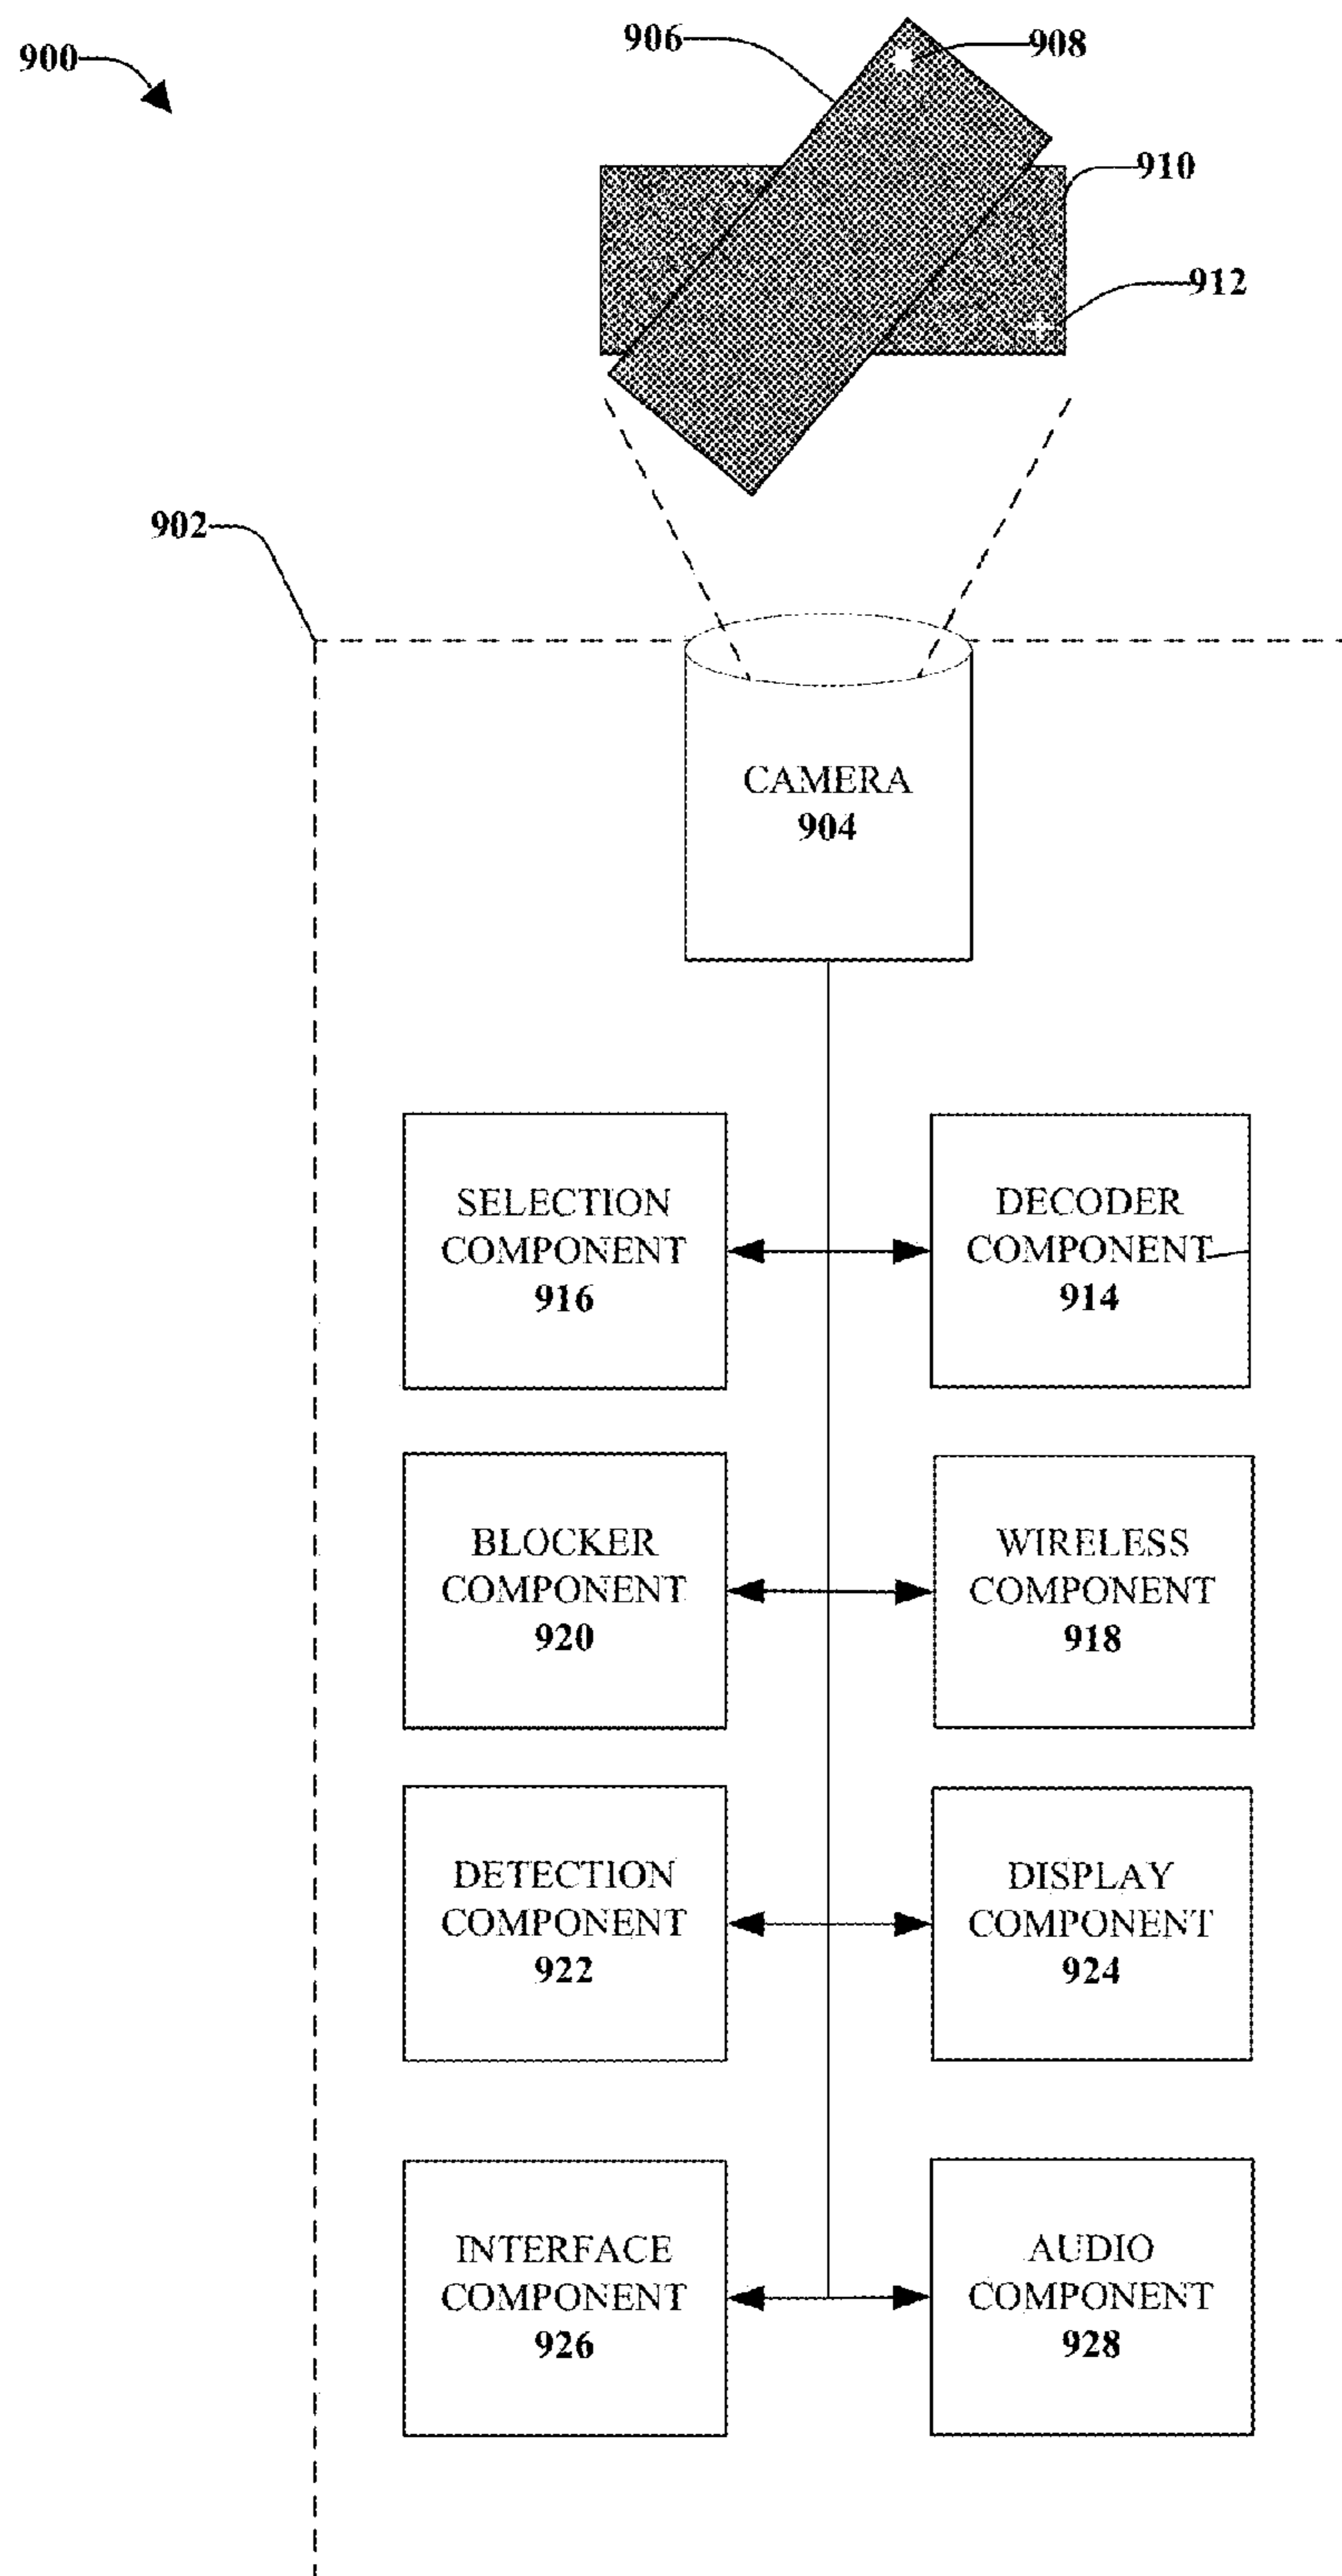 900
906
908
910
912
902
CAMERA
904
SELECTION
COMPONENT
916
DECODER
COMPONENT
914
BLOCKER
COMPONENT
920
WIRELESS
COMPONENT
918
DETECTION
COMPONENT
922
DISPLAY
COMPONENT
924
INTERFACE
COMPONENT
926
AUDIO
COMPONENT
928